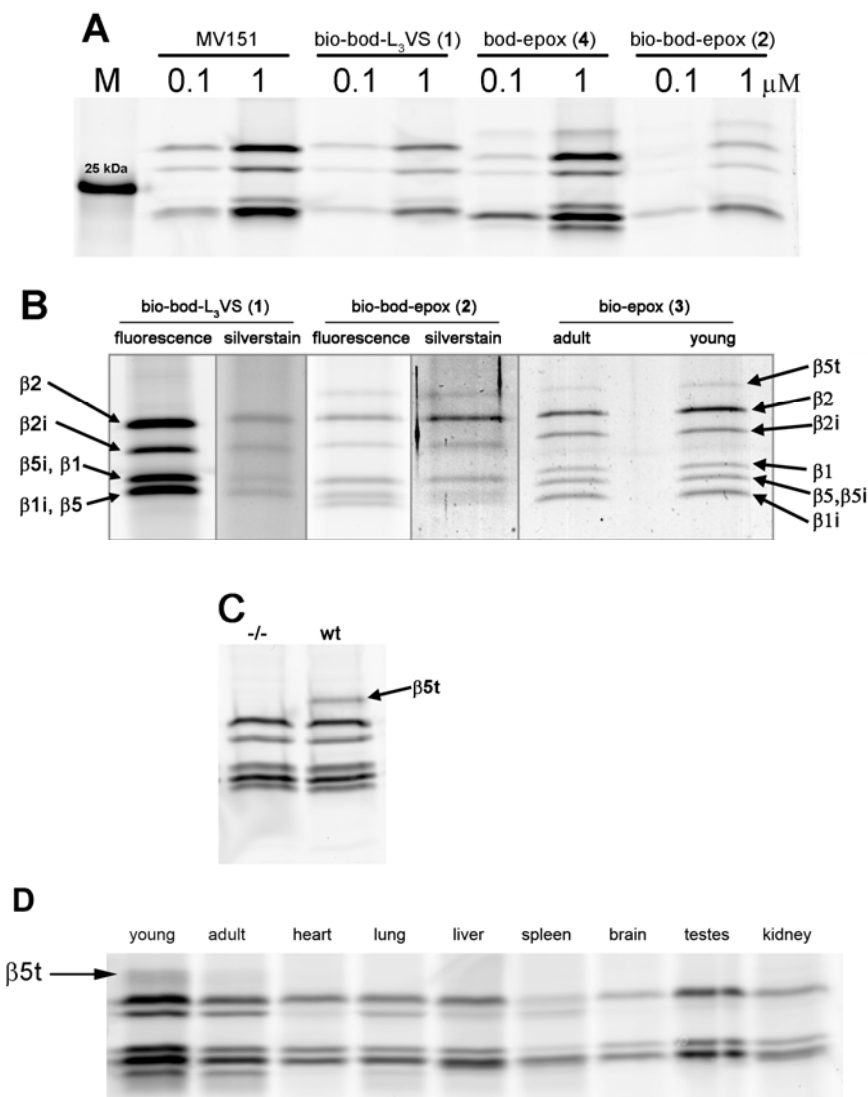 A
MV151 bio-bod-L₃VS (1) bod-epox (4) bio-bod-epox (2)
M 0.1 1 0.1 1 0.1 1 0.1 1 μM
25 kDa
B
bio-bod-L₃VS (1) bio-bod-epox (2) bio-epox (3)
fluorescence silverstain fluorescence silverstain adult young
β5t
β2 β2
β2i β2i
β5i, β1 β1
β1i, β5 β5,β5i
β1i
C
-/- wt
β5t
D
young adult heart lung liver spleen brain testes kidney
β5t